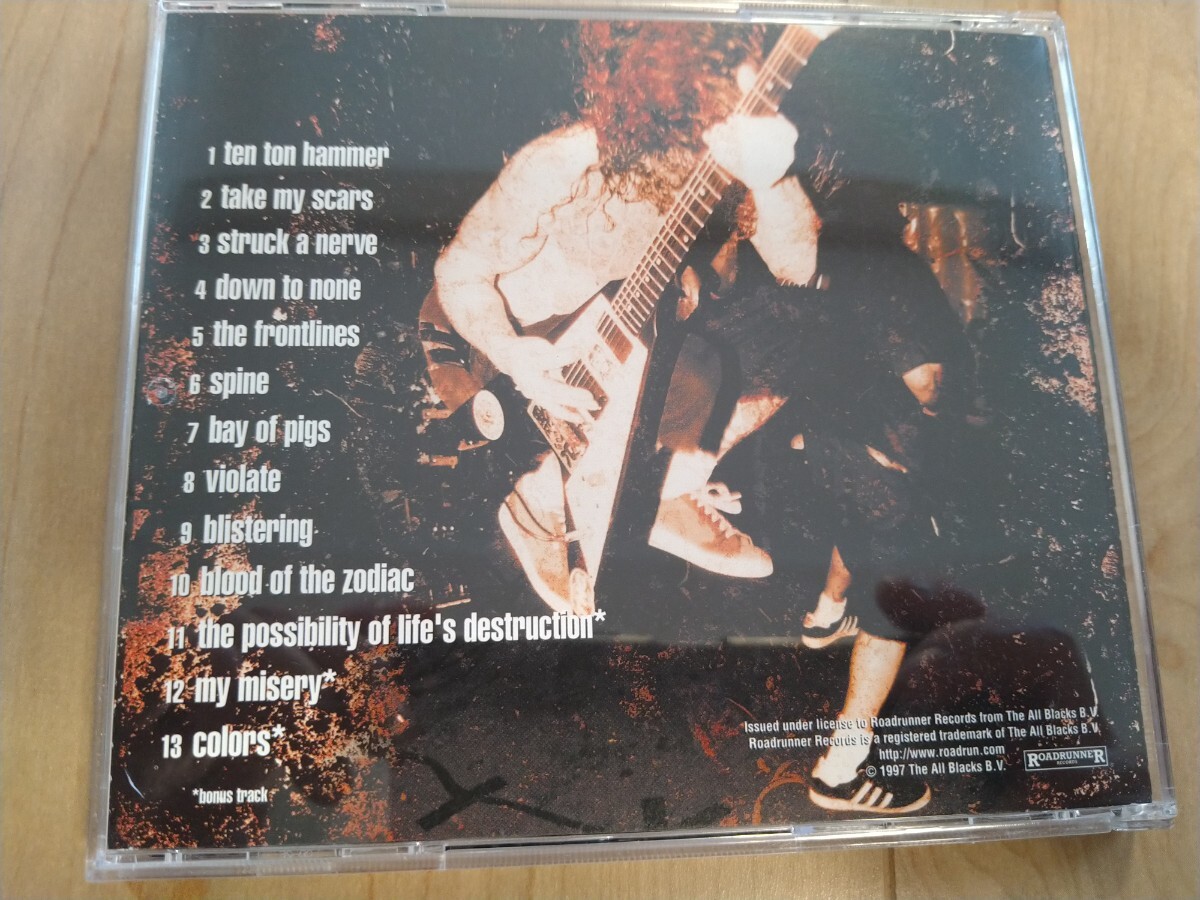 1 ten ton hammer
2 take my scars
3 struck a nerve
4 down to none
5 the frontlines
6 spine
7 bay of pigs
8 violate
9 blistering
10 blood of the zodiac
11 the possibility of life's destruction*
12 my misery*
13 colors*
*bonus track
Issued under license to Roadrunner Records from The All Blacks B.V.
Roadrunner Records is a registered trademark of The All Blacks B.V.
http://www.roadrun.com
© 1997 The All Blacks B.V.
ROADRUNNER
RECORDS